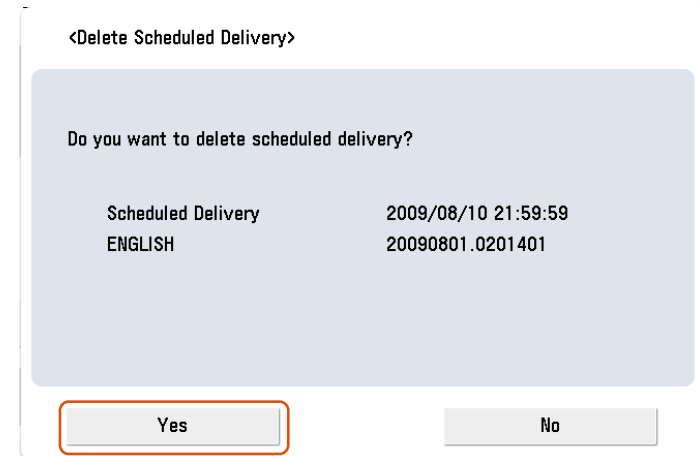 <Delete Scheduled Delivery>
Do you want to delete scheduled delivery?
Scheduled Delivery 2009/08/10 21:59:59
ENGLISH 20090801.0201401
Yes No